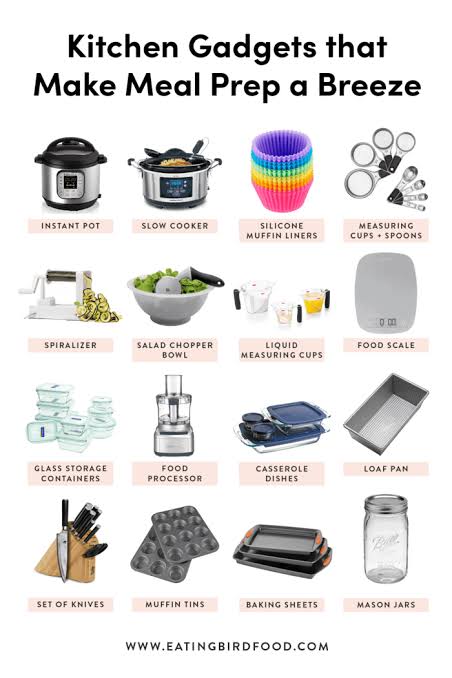 Kitchen Gadgets that
Make Meal Prep a Breeze
INSTANT POT
SLOW COOKER
SILICONE
MUFFIN LINERS
MEASURING
CUPS + SPOONS
SPIRALIZER
SALAD CHOPPER
BOWL
LIQUID
MEASURING CUPS
FOOD SCALE
GLASS STORAGE
CONTAINERS
FOOD
PROCESSOR
CASSEROLE
DISHES
LOAF PAN
Ball
SET OF KNIVES
MUFFIN TINS
BAKING SHEETS
MASON JARS
WWW.EATINGBIRDFOOD.COM